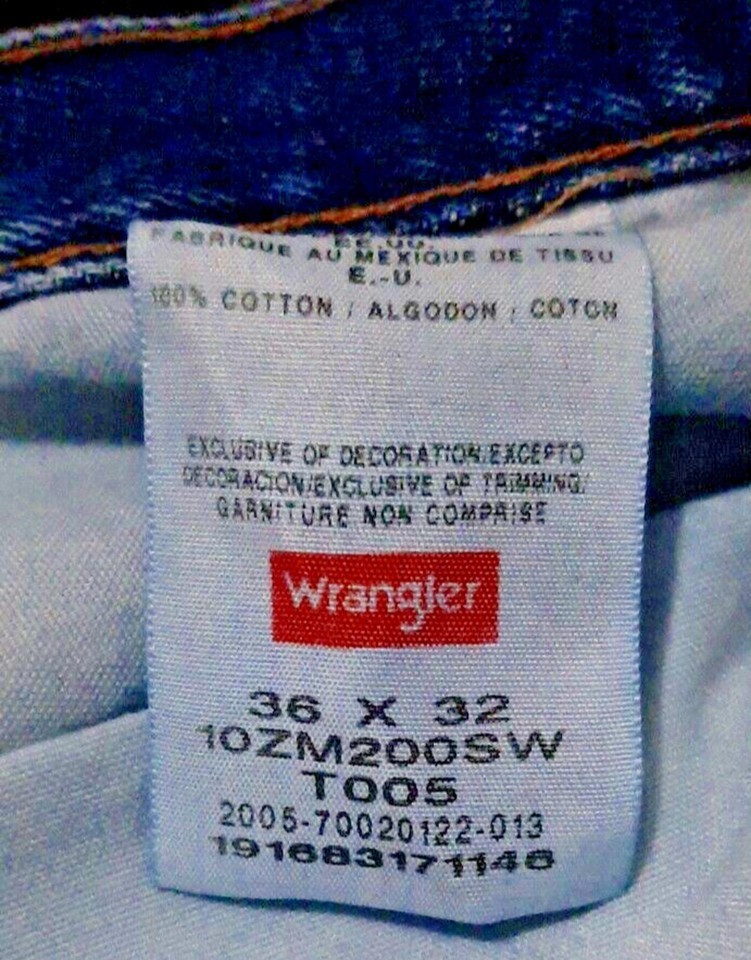 EE.UU.
FABRIQUE AU MEXIQUE DE TISSU
E.-U.
100% COTTON / ALGODON / COTON
EXCLUSIVE OF DECORATION/EXCEPTO
DECORACION/EXCLUSIVE OF TRIMMING/
GARNITURE NON COMPRISE
Wrangler
36 X 32
10ZM200SW
T005
2005-70020122-013
191683171148